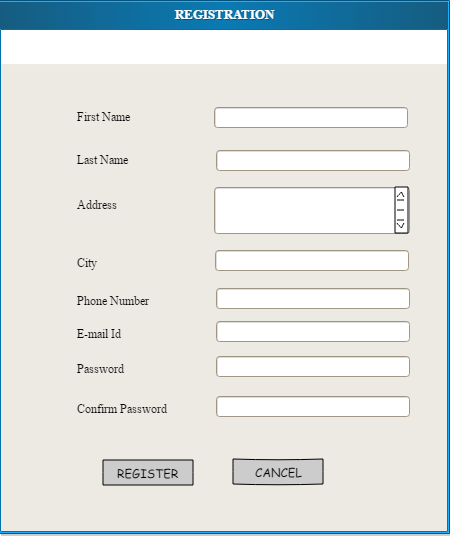 REGISTRATION
First Name
Last Name
Address
City
Phone Number
E-mail Id
Password
Confirm Password
REGISTER CANCEL